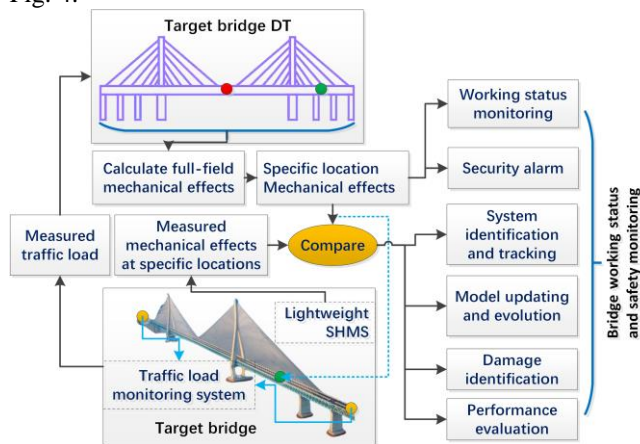 Fig. 4.
Target bridge DT
Calculate full-field
mechanical effects
Specific location
Mechanical effects
Working status
monitoring
Security alarm
Measured
traffic load
Measured
mechanical effects
at specific locations
Compare
System
identification
and tracking
Lightweight
SHMS
Model updating
and evolution
Traffic load
monitoring system
Damage
identification
Target bridge
Performance
evaluation
Bridge working status
and safety monitoring